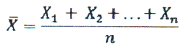 X̄ = X₁ + X₂ + ... + Xₙ / n